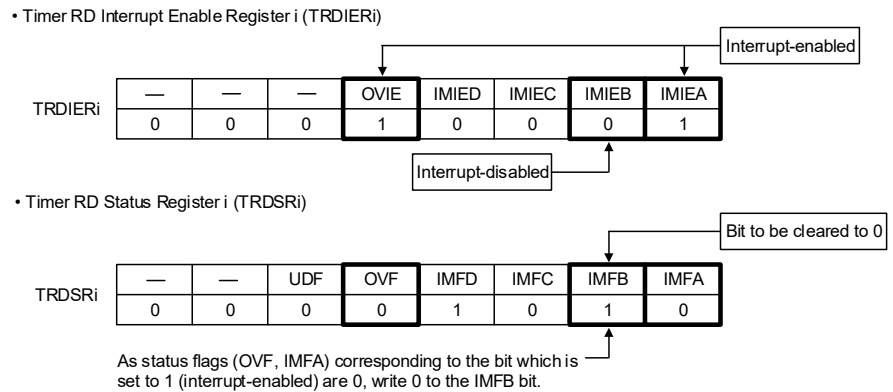 • Timer RD Interrupt Enable Register i (TRDIERi)
Interrupt-enabled
TRDIERi
— — — OVIE IMIED IMIEC IMIEB IMIEA
0 0 0 1 0 0 0 1
Interrupt-disabled
• Timer RD Status Register i (TRDSRi)
Bit to be cleared to 0
TRDSRi
— — UDF OVF IMFD IMFC IMFB IMFA
0 0 0 0 1 0 1 0
As status flags (OVF, IMFA) corresponding to the bit which is
set to 1 (interrupt-enabled) are 0, write 0 to the IMFB bit.